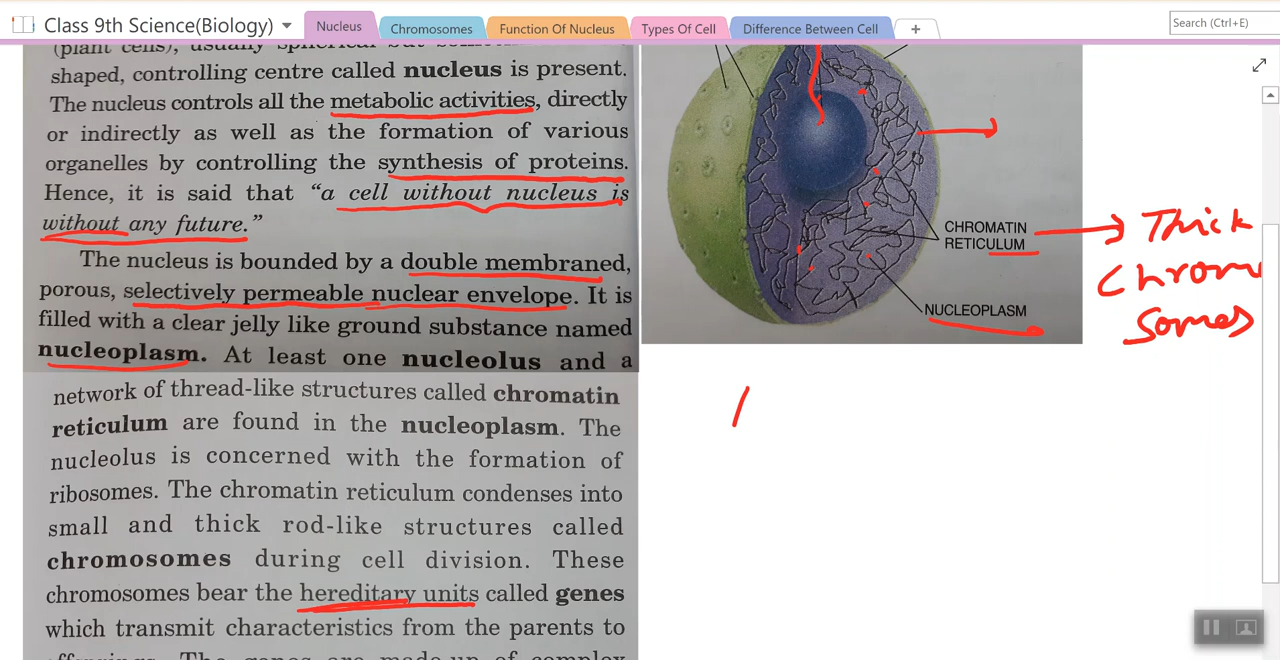 Class 9th Science(Biology)
Nucleus
Chromosomes
Function Of Nucleus
Types Of Cell
Difference Between Cell
+
Search (Ctrl+E)
(plant cells), usually
shaped, controlling centre called nucleus is present.
The nucleus controls all the metabolic activities, directly
or indirectly as well as the formation of various
organelles by controlling the synthesis of proteins.
Hence, it is said that “a cell without nucleus is
without any future.”
The nucleus is bounded by a double membraned,
porous, selectively permeable nuclear envelope. It is
filled with a clear jelly like ground substance named
nucleoplasm. At least one nucleolus and a
network of thread-like structures called chromatin
reticulum are found in the nucleoplasm. The
nucleolus is concerned with the formation of
ribosomes. The chromatin reticulum condenses into
small and thick rod-like structures called
chromosomes during cell division. These
chromosomes bear the hereditary units called genes
which transmit characteristics from the parents to
CHROMATIN
RETICULUM
NUCLEOPLASM
Thick
Chrom
Somes